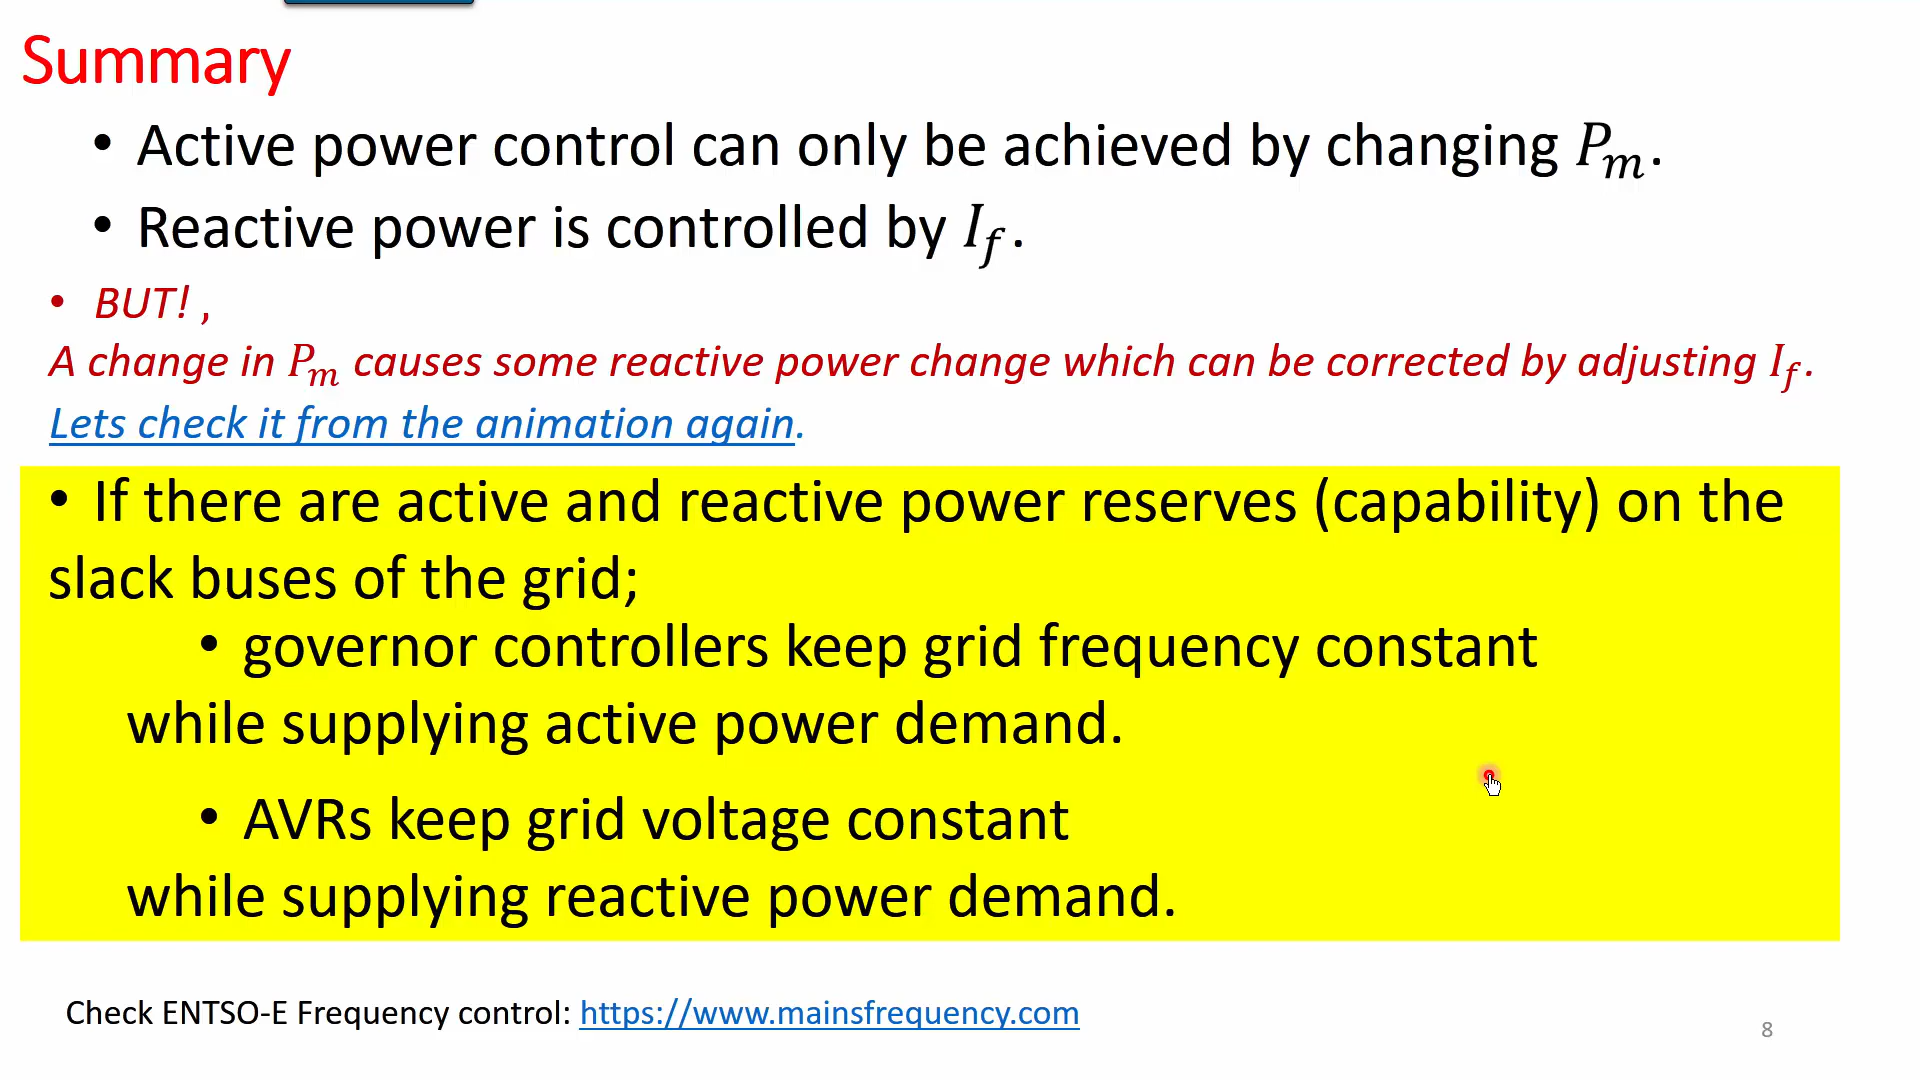 Summary
• Active power control can only be achieved by changing Pₘ.
• Reactive power is controlled by I_f.
• BUT! ,
A change in Pₘ causes some reactive power change which can be corrected by adjusting I_f.
Lets check it from the animation again.
• If there are active and reactive power reserves (capability) on the
slack buses of the grid;
• governor controllers keep grid frequency constant
while supplying active power demand.
• AVRs keep grid voltage constant
while supplying reactive power demand.
Check ENTSO-E Frequency control: https://www.mainsfrequency.com
8